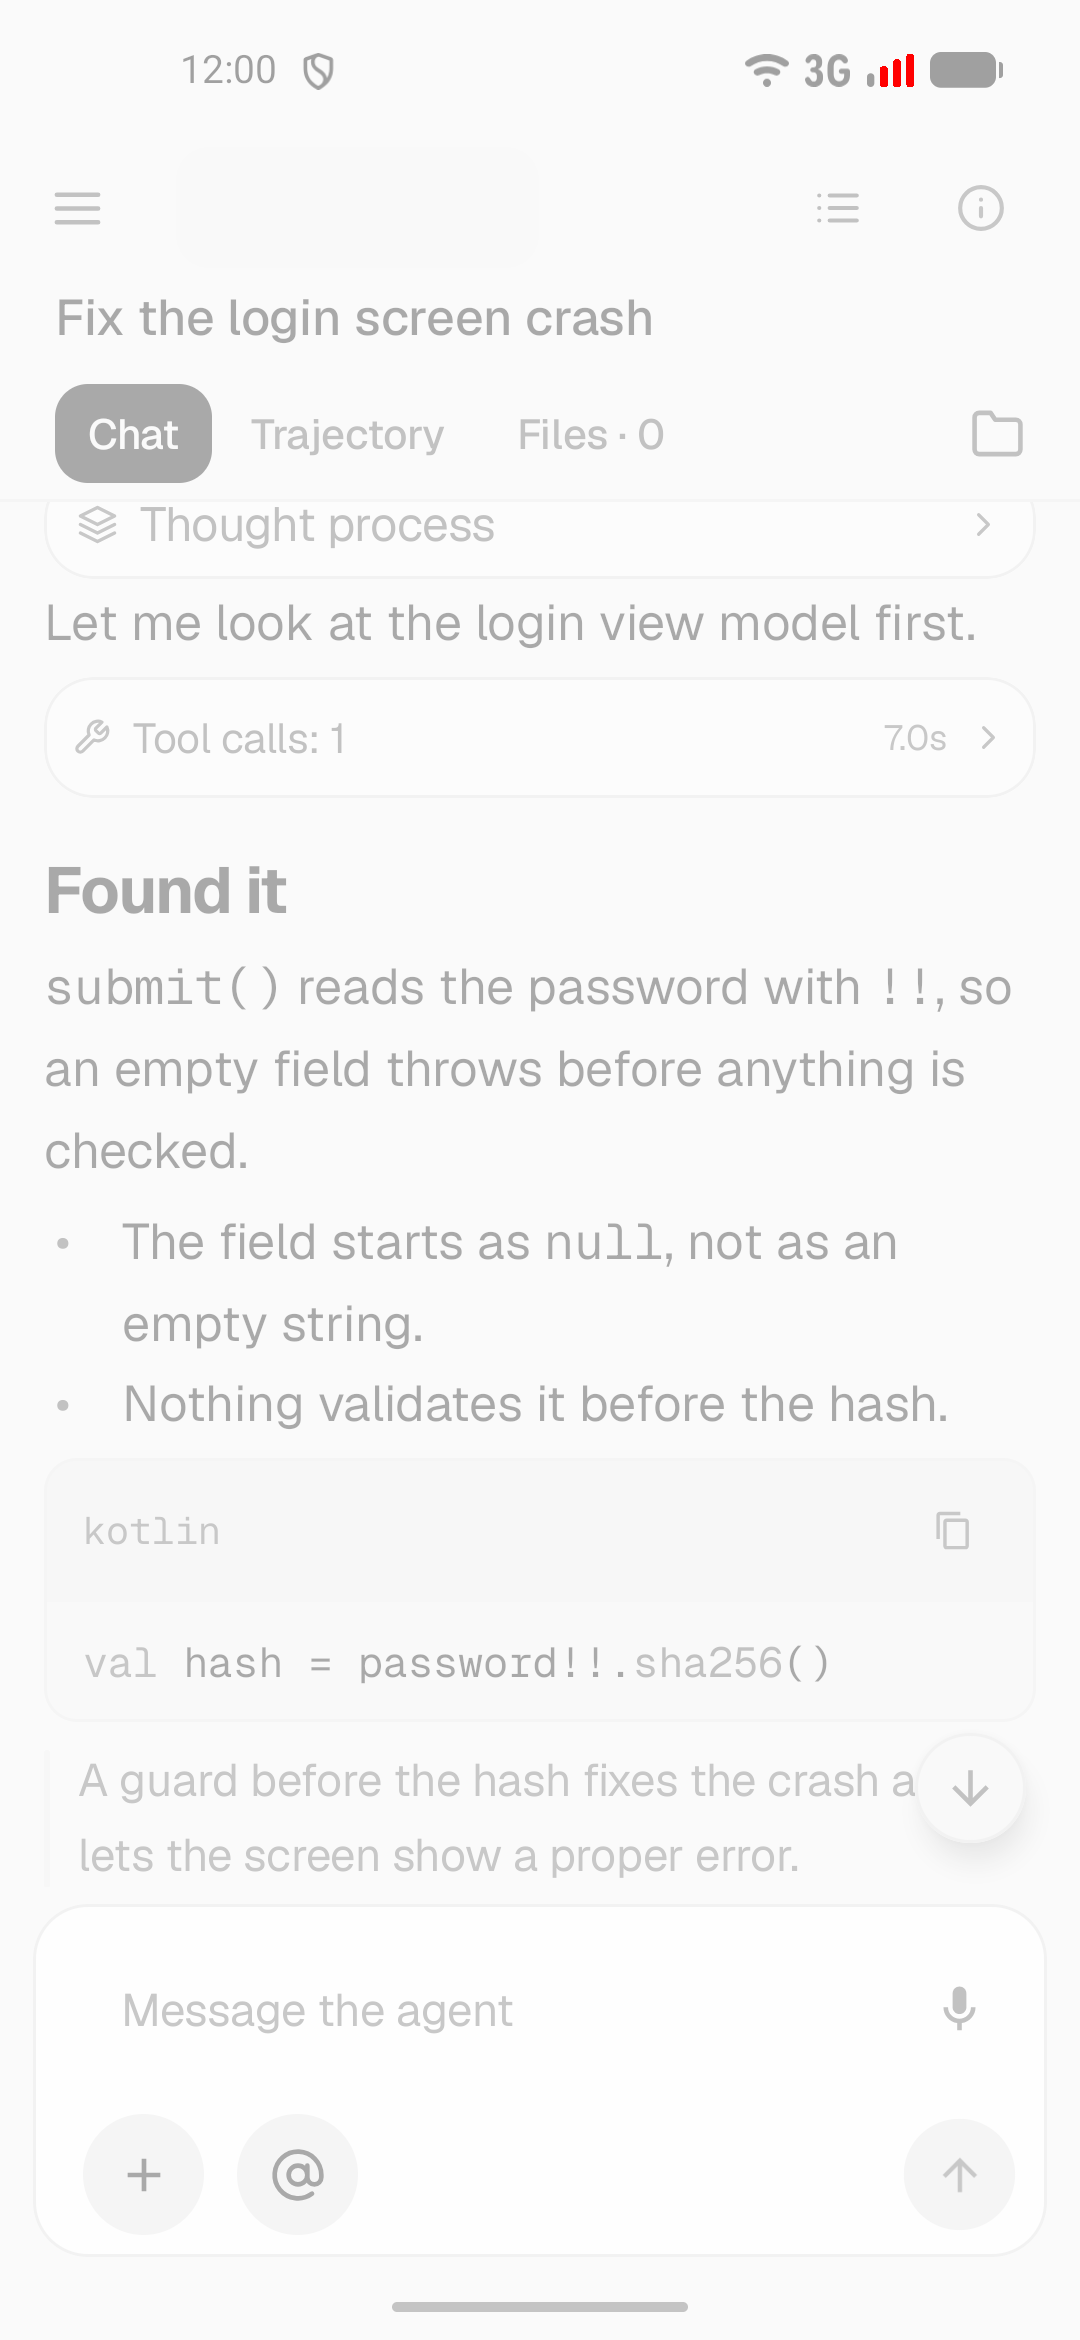 12:00
3G
Fix the login screen crash
Chat
Trajectory
Files · 0
Thought process
Let me look at the login view model first.
Tool calls: 1
7.0s
Found it
submit() reads the password with !!, so
an empty field throws before anything is
checked.
• The field starts as null, not as an
empty string.
• Nothing validates it before the hash.
kotlin
val hash = password!!.sha256()
A guard before the hash fixes the crash a
lets the screen show a proper error.
Message the agent